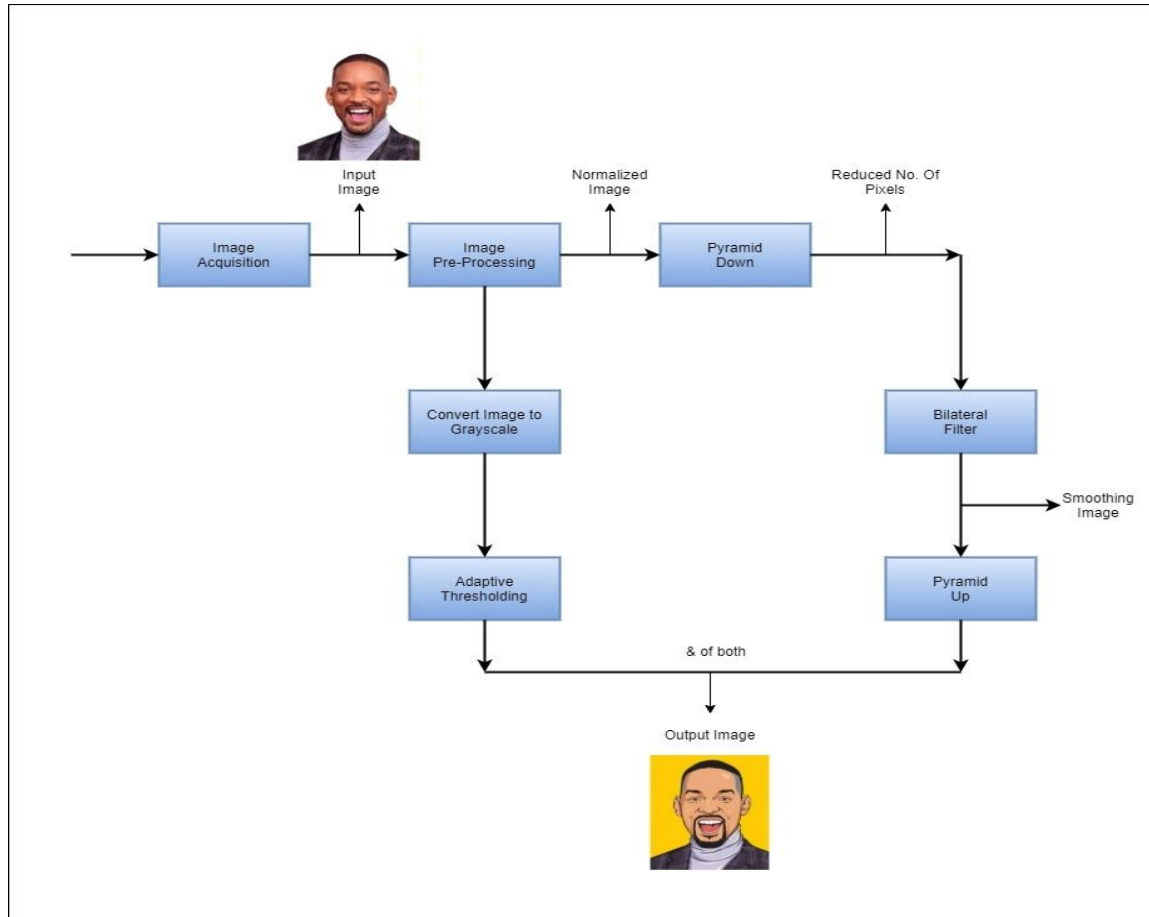 Input
Image
Normalized
Image
Reduced No. Of
Pixels
Image
Acquisition
Image
Pre-Processing
Pyramid
Down
Convert Image to
Grayscale
Bilateral
Filter
Smoothing
Image
Adaptive
Thresholding
Pyramid
Up
& of both
Output Image